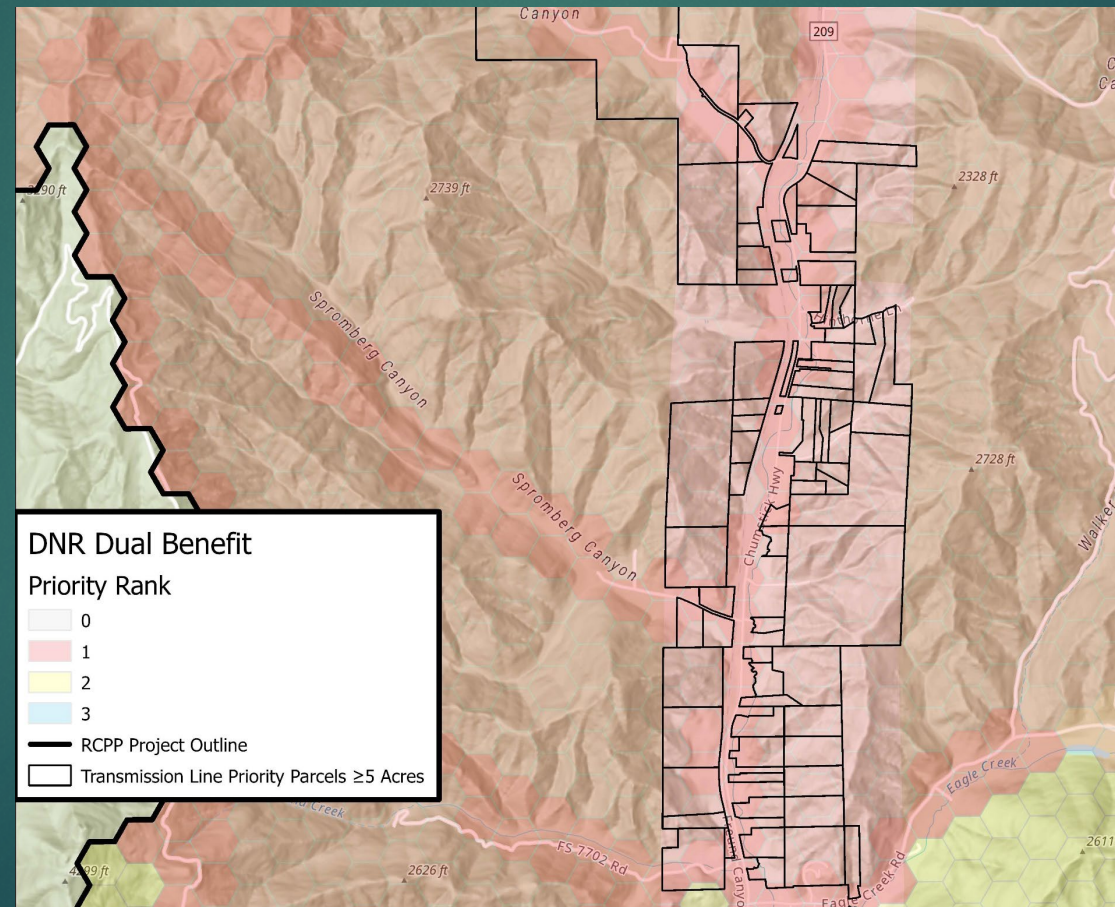 Canyon
209
2739 ft
2328 ft
Spromberg Canyon
2728 ft
Spromberg Canyon
Chumstick Hwy
Walker
DNR Dual Benefit
Priority Rank
0
1
2
3
RCPP Project Outline
Transmission Line Priority Parcels ≥5 Acres
Creek
Eagle Creek
FS 7702 Rd
2611
2626 ft
Eagle Creek Rd